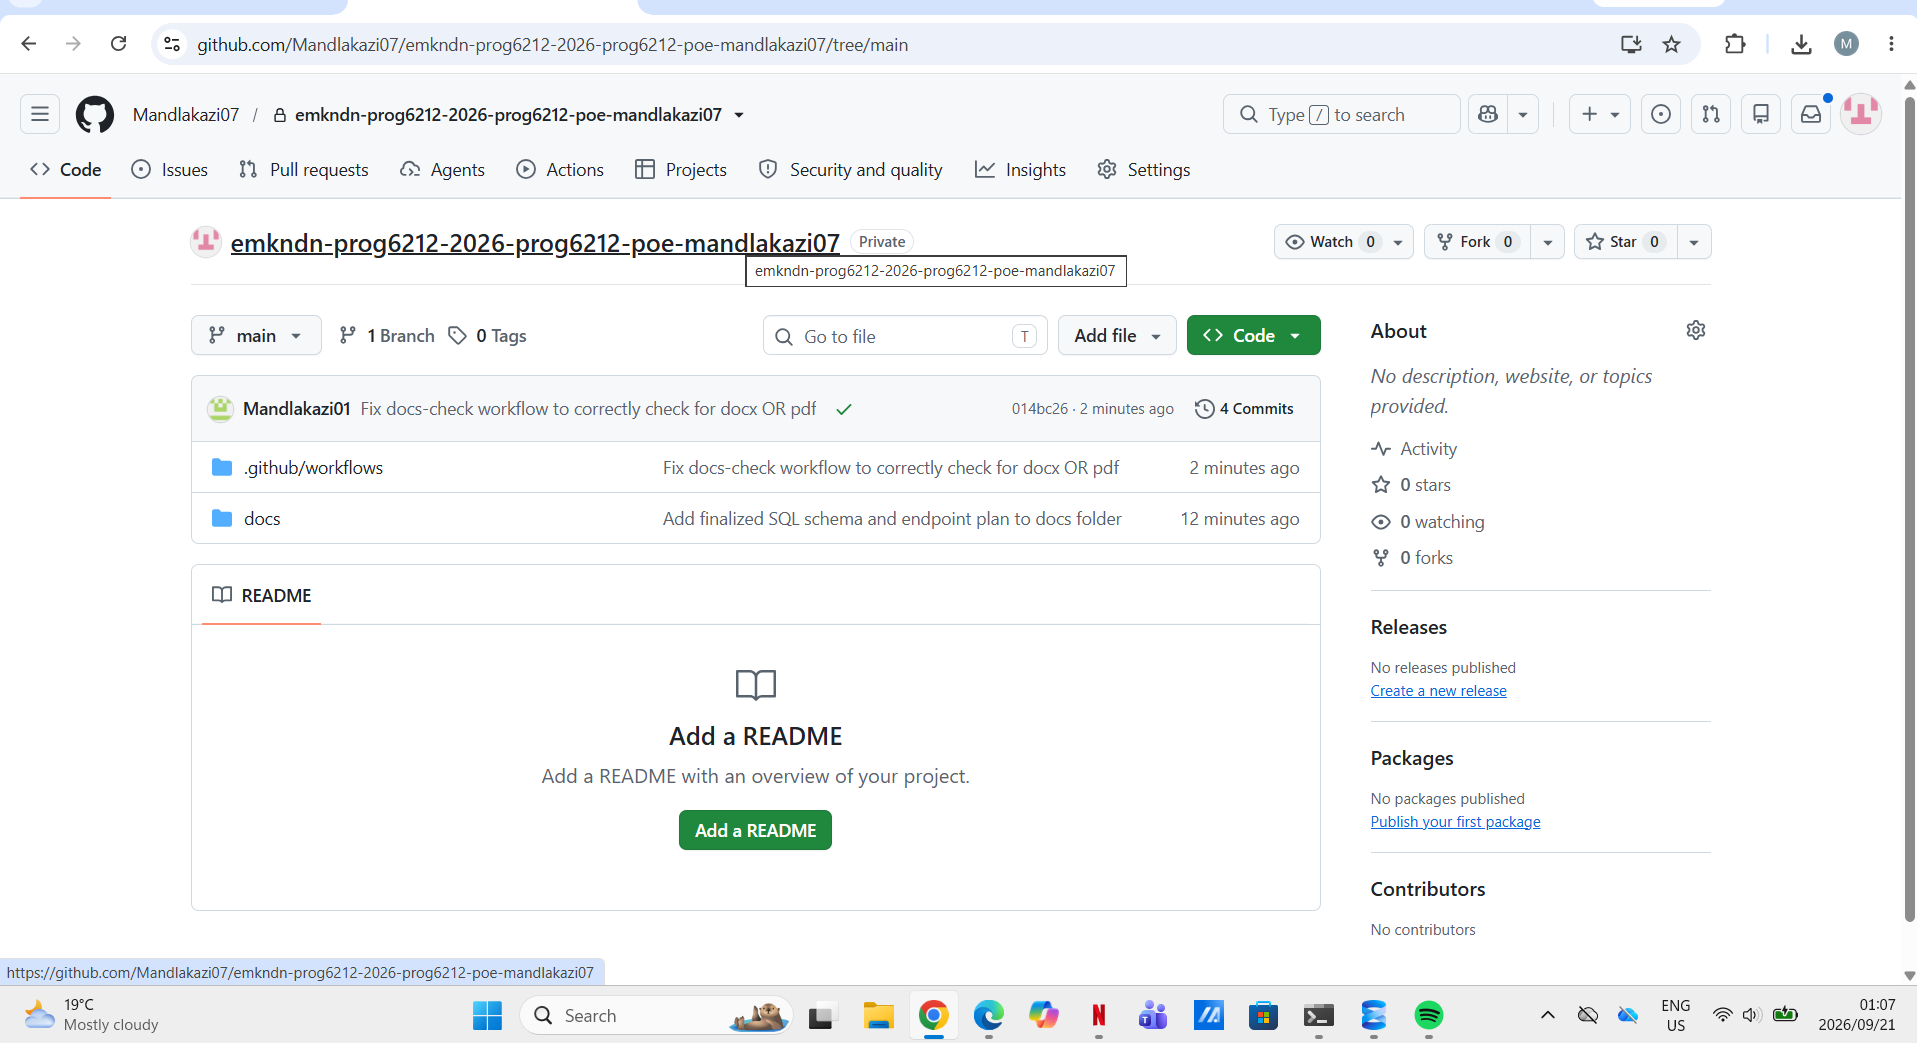 github.com/Mandlakazi07/emkndn-prog6212-2026-prog6212-poe-mandlakazi07/tree/main
M
Mandlakazi07 / emkndn-prog6212-2026-prog6212-poe-mandlakazi07
Type / to search
Code Issues Pull requests Agents Actions Projects Security and quality Insights Settings
emkndn-prog6212-2026-prog6212-poe-mandlakazi07 Private
Watch 0 Fork 0 Star 0
emkndn-prog6212-2026-prog6212-poe-mandlakazi07
main 1 Branch 0 Tags
Go to file T
Add file
Code
Mandlakazi01 Fix docs-check workflow to correctly check for docx OR pdf 014bc26 · 2 minutes ago 4 Commits
.github/workflows Fix docs-check workflow to correctly check for docx OR pdf 2 minutes ago
docs Add finalized SQL schema and endpoint plan to docs folder 12 minutes ago
README
Add a README
Add a README with an overview of your project.
Add a README
About
No description, website, or topics
provided.
Activity
0 stars
0 watching
0 forks
Releases
No releases published
Create a new release
Packages
No packages published
Publish your first package
Contributors
No contributors
https://github.com/Mandlakazi07/emkndn-prog6212-2026-prog6212-poe-mandlakazi07
19°C
Mostly cloudy
Search
N
T
ENG
US
01:07
2026/09/21